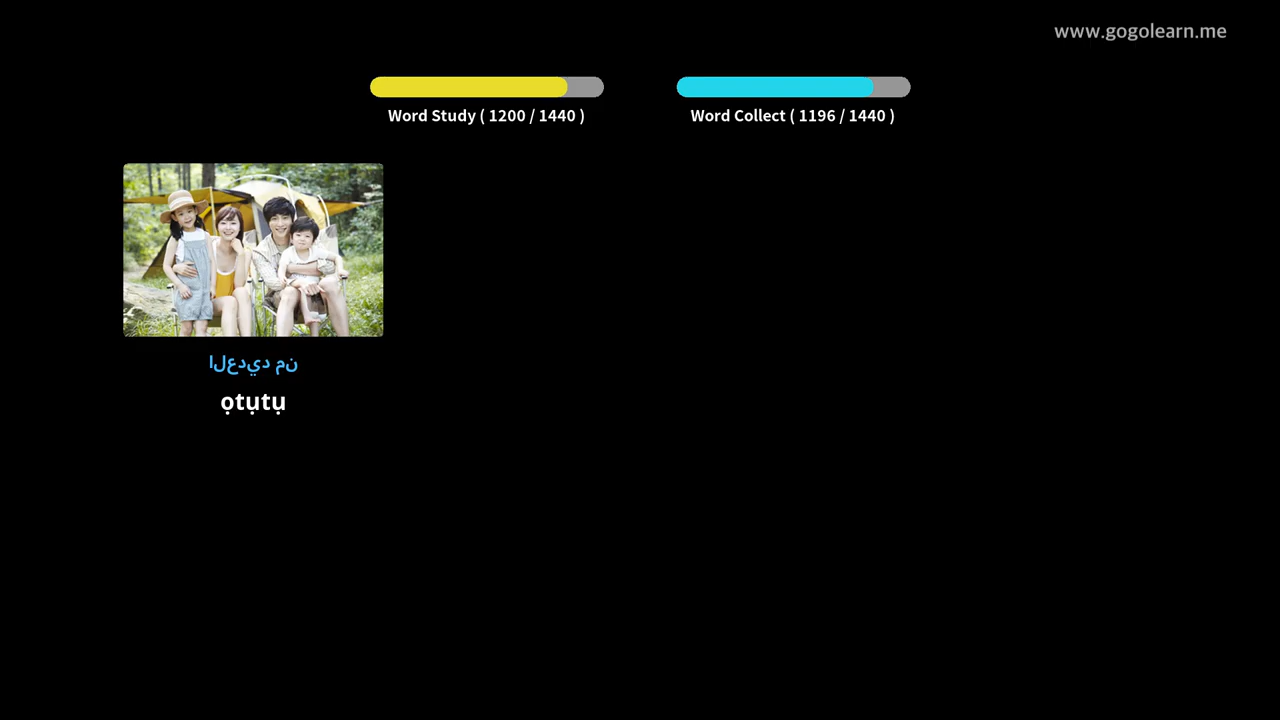 www.gogolearn.me
Word Study ( 1200 / 1440 )
Word Collect ( 1196 / 1440 )
العديد من
ọtụtụ